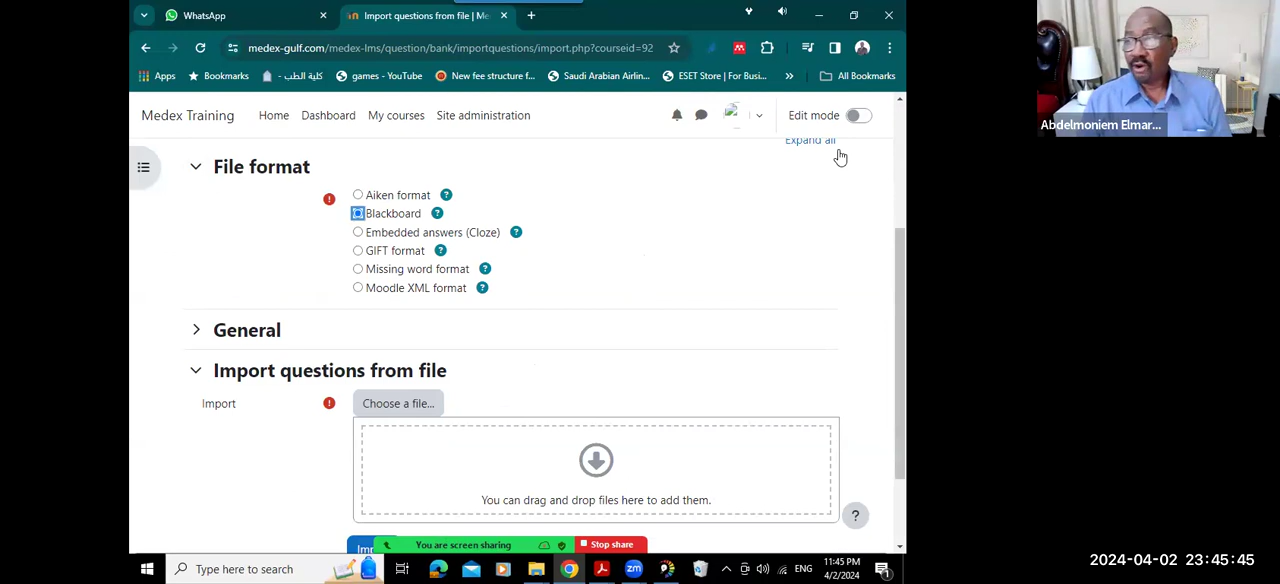 WhatsApp
Import questions from file | Me
medex-gulf.com/medex-lms/question/bank/importquestions/import.php?courseid=92
Apps
Bookmarks
كلية الطب -
games - YouTube
New fee structure f...
Saudi Arabian Airlin...
ESET Store | For Busi...
»
All Bookmarks
Medex Training
Home
Dashboard
My courses
Site administration
Edit mode
Expand all
File format
Aiken format
Blackboard
Embedded answers (Cloze)
GIFT format
Missing word format
Moodle XML format
General
Import questions from file
Import
Choose a file...
You can drag and drop files here to add them.
You are screen sharing
Stop share
Type here to search
ENG
11:45 PM
4/2/2024
Abdelmoniem Elmar...
2024-04-02 23:45:45